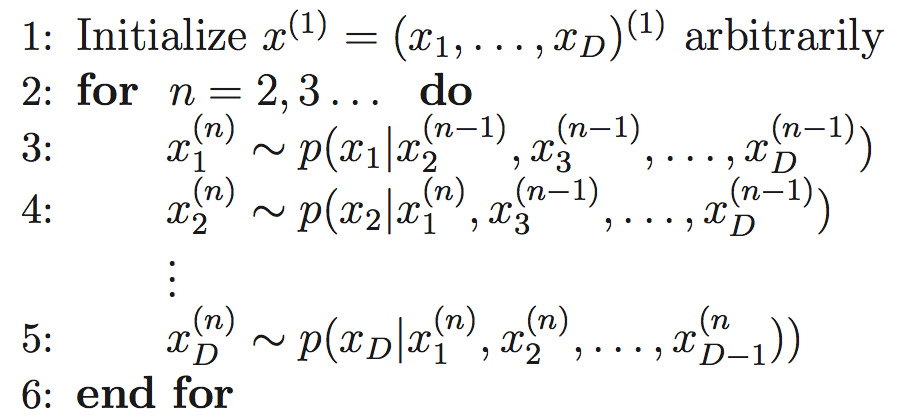 1: Initialize x^{(1)} = (x_1, . . . , x_D)^{(1)} arbitrarily
2: for n = 2, 3 . . . do
3: x_1^{(n)} ∼ p(x_1|x_2^{(n−1)}, x_3^{(n−1)}, . . . , x_D^{(n−1)})
4: x_2^{(n)} ∼ p(x_2|x_1^{(n)}, x_3^{(n−1)}, . . . , x_D^{(n−1)})
⋮
5: x_D^{(n)} ∼ p(x_D|x_1^{(n)}, x_2^{(n)}, . . . , x_{D−1}^{(n}))
6: end for